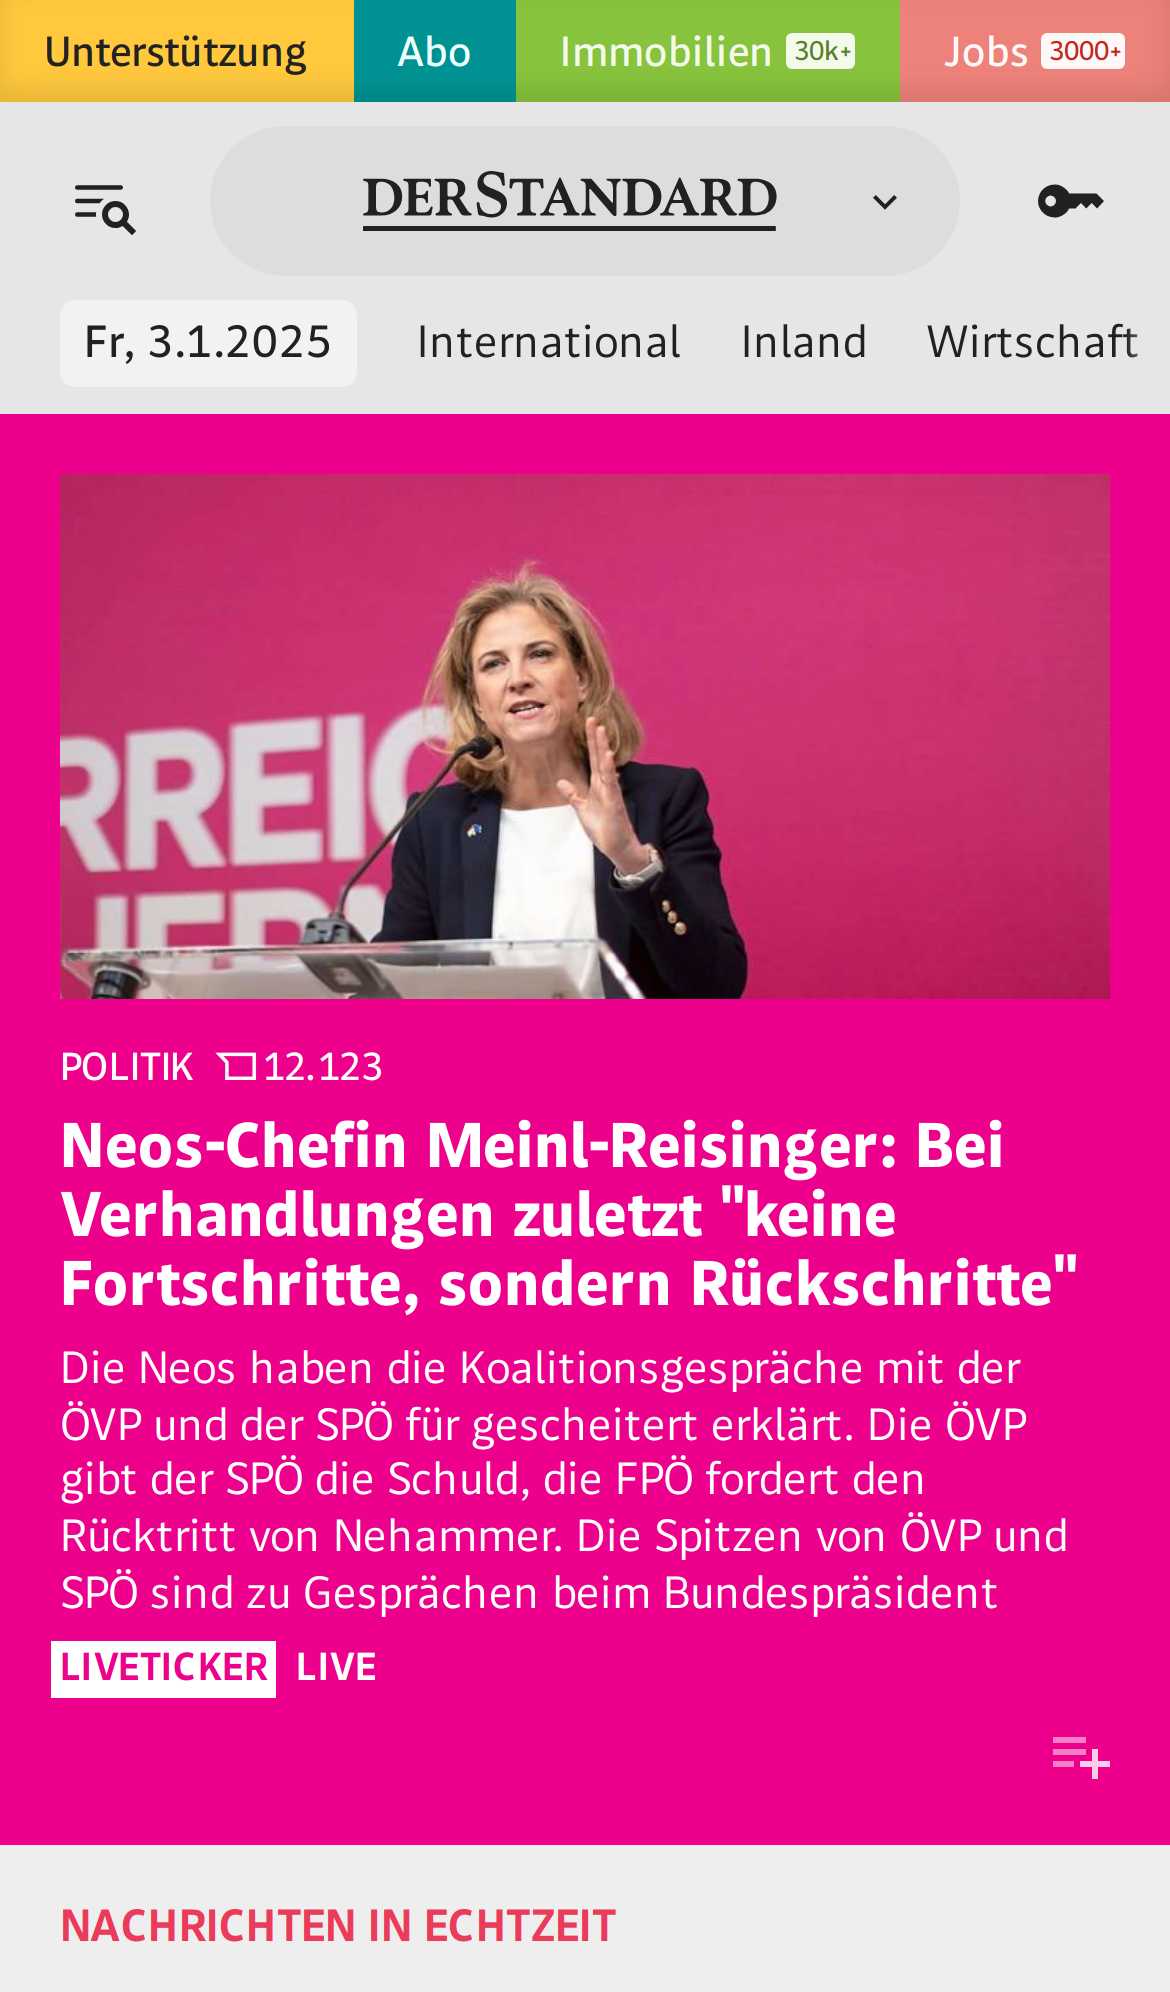 Unterstützung Abo Immobilien 30k+ Jobs 3000+
DERSTANDARD
Fr, 3.1.2025 International Inland Wirtschaft
RREIC
POLITIK 12.123
Neos-Chefin Meinl-Reisinger: Bei
Verhandlungen zuletzt "keine
Fortschritte, sondern Rückschritte"
Die Neos haben die Koalitionsgespräche mit der
ÖVP und der SPÖ für gescheitert erklärt. Die ÖVP
gibt der SPÖ die Schuld, die FPÖ fordert den
Rücktritt von Nehammer. Die Spitzen von ÖVP und
SPÖ sind zu Gesprächen beim Bundespräsident
LIVETICKER LIVE
NACHRICHTEN IN ECHTZEIT